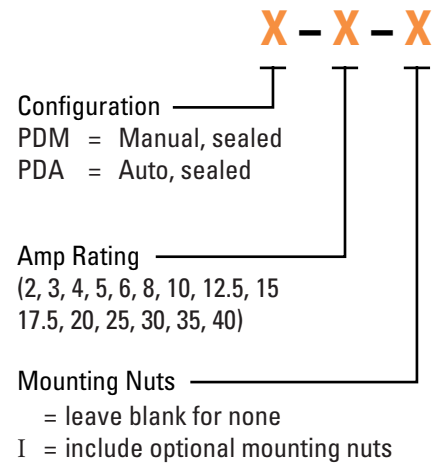 X – X – X
Configuration
PDM = Manual, sealed
PDA = Auto, sealed
Amp Rating
(2, 3, 4, 5, 6, 8, 10, 12.5, 15
17.5, 20, 25, 30, 35, 40)
Mounting Nuts
= leave blank for none
I = include optional mounting nuts